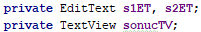 private EditText s1ET, s2ET;
private TextView sonucTV;